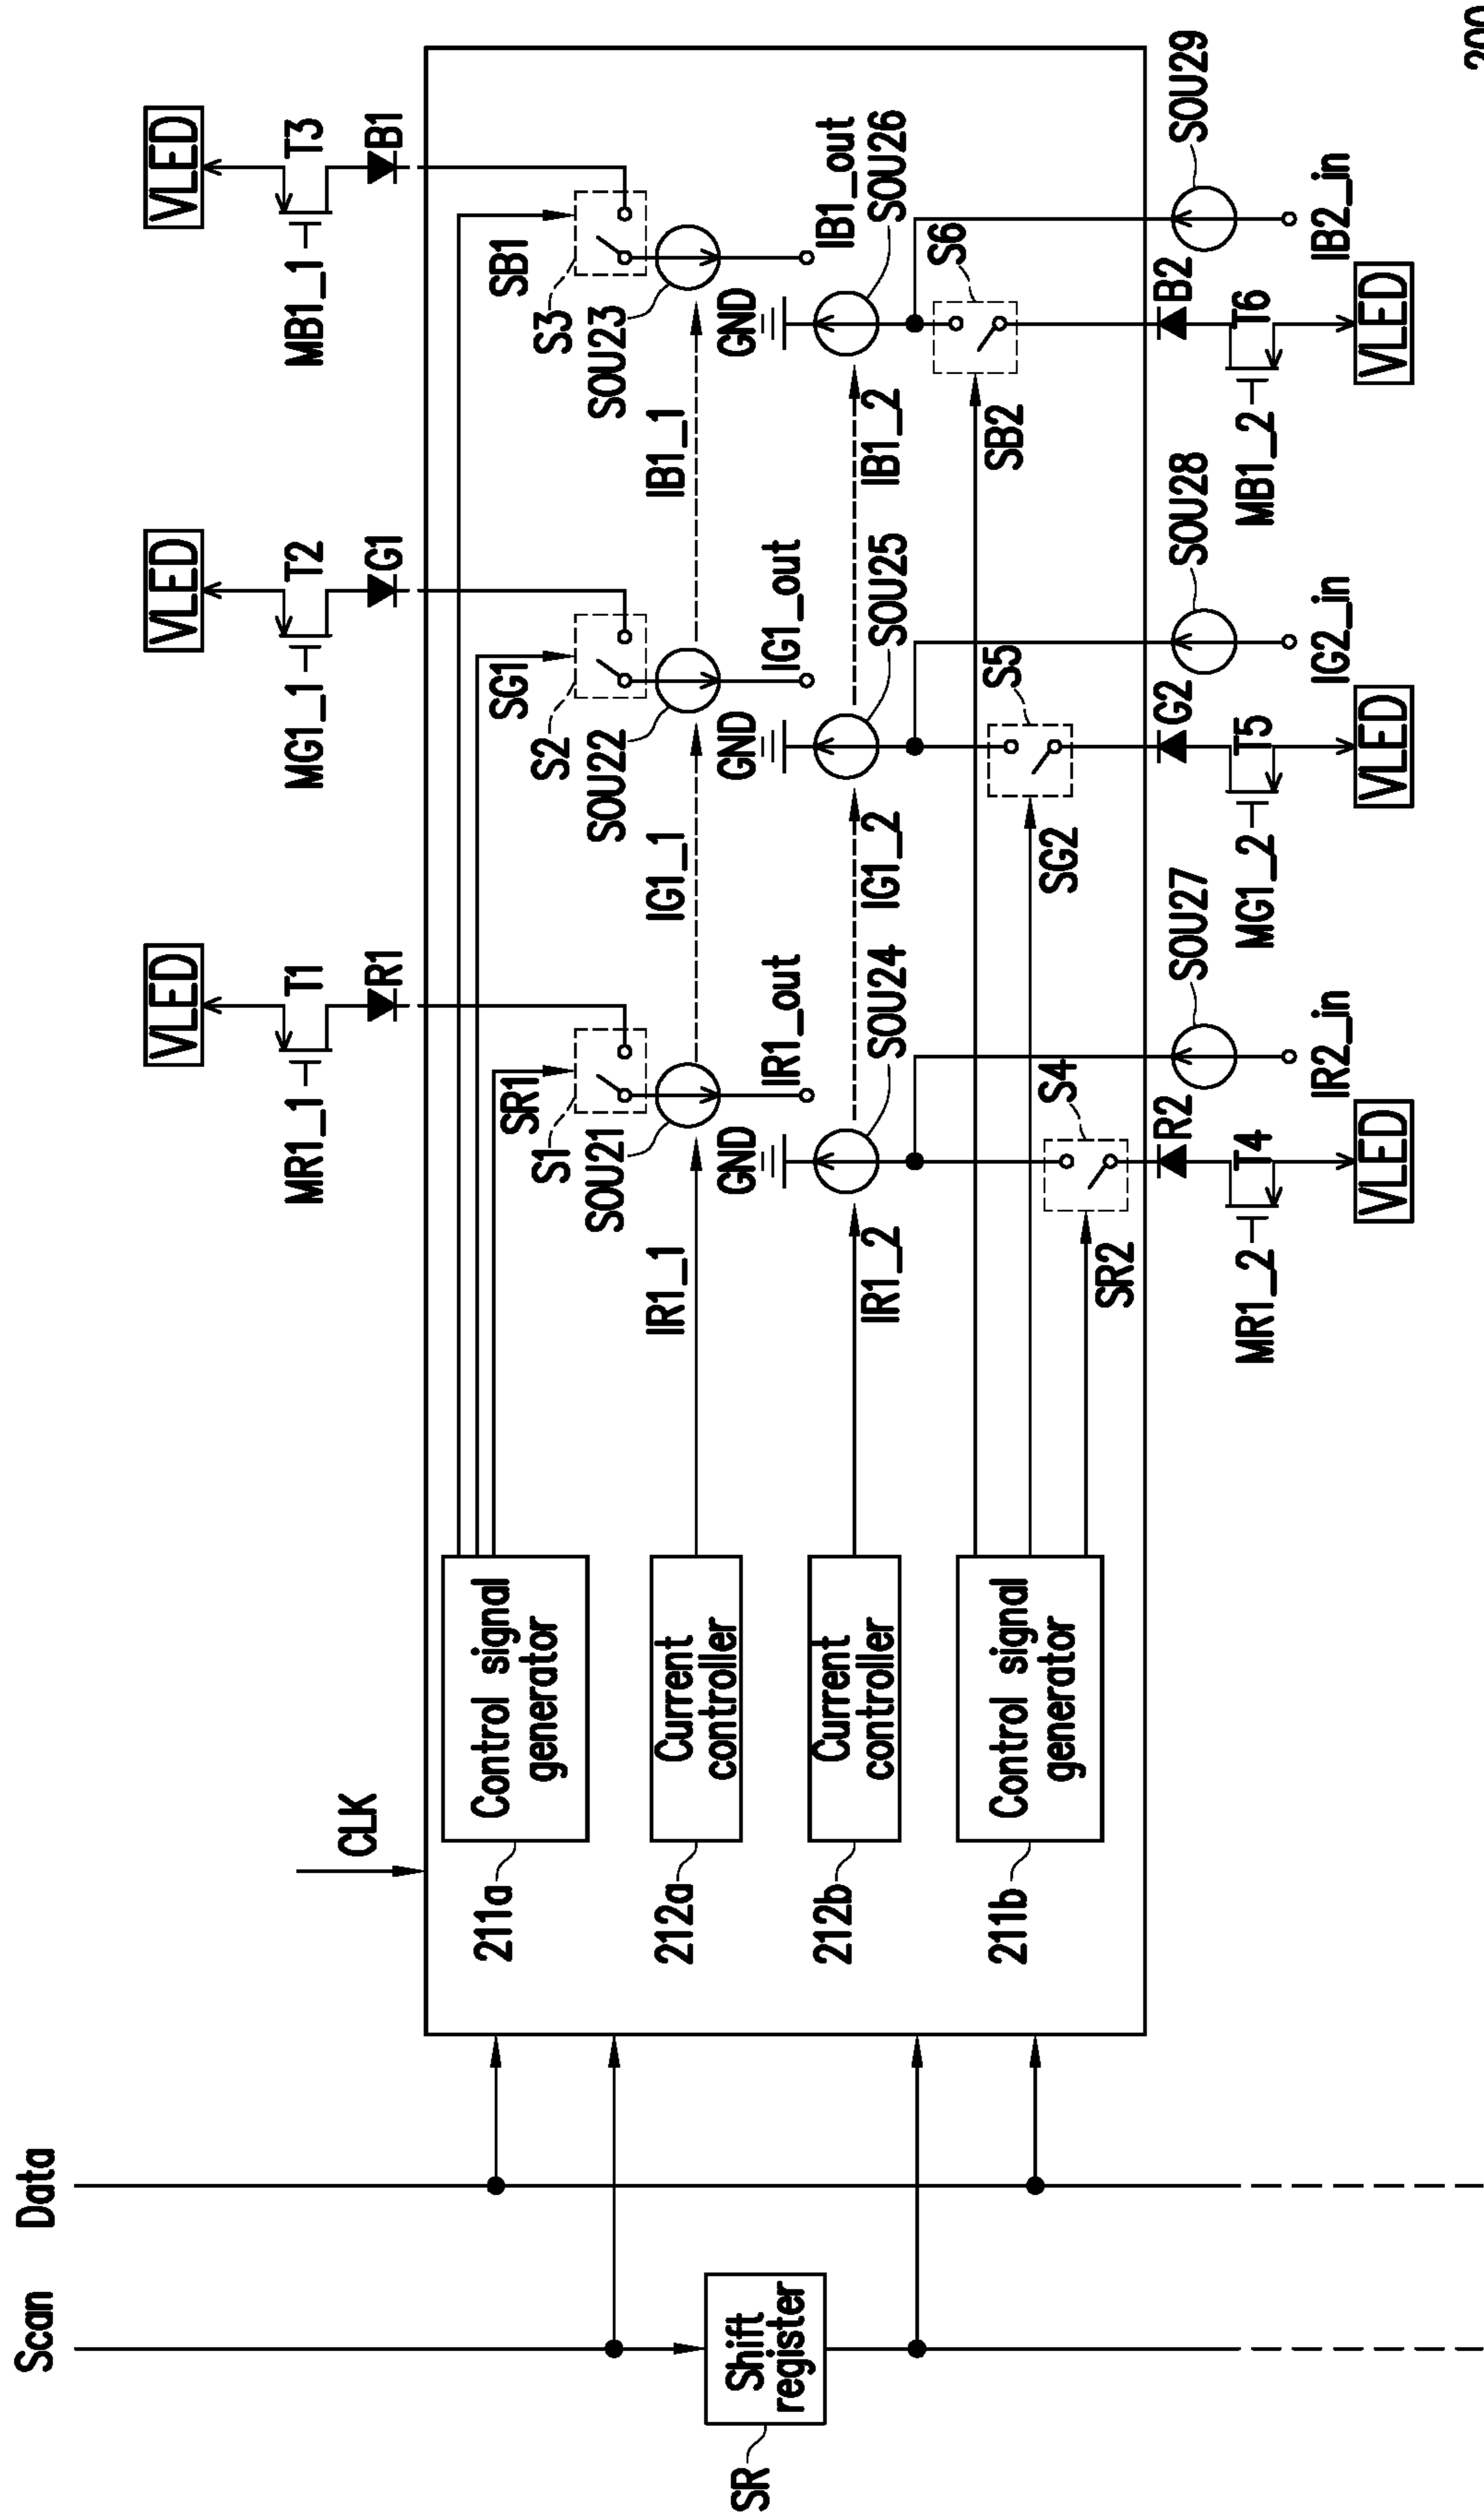 Scan
Data
CLK
SR
Shift
register
211a
Control signal
generator
212a
Current
controller
212b
Current
controller
211b
Control signal
generator
VLED
VLED
VLED
MR1_1
T1
MG1_1
T2
MB1_1
T3
R1
G1
B1
SR1
SG1
SB1
S1
S2
S3
SOU21
SOU22
SOU23
IR1_1
IG1_1
IB1_1
IR1_out
IG1_out
IB1_out
GND
GND
GND
IR1_2
SOU24
IG1_2
SOU25
IB1_2
SOU26
S4
S5
S6
SR2
SG2
SB2
R2
G2
B2
SOU27
SOU28
SOU29
MR1_2
T4
MG1_2
T5
MB1_2
T6
IR2_in
IG2_in
IB2_in
VLED
VLED
VLED